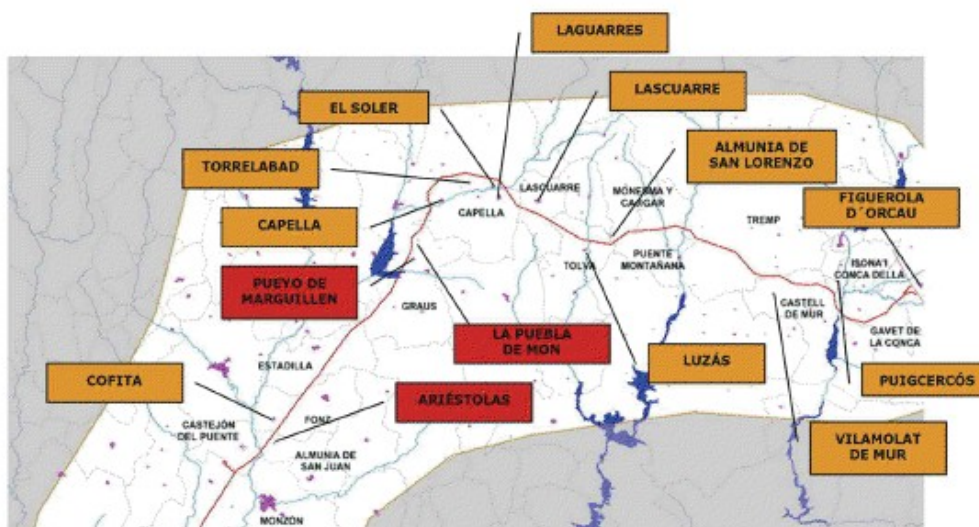 LAGUARRES
LASCUARRE
EL SOLER
ALMUNIA DE
SAN LORENZO
TORRELABAD
LASCUARRE
MONESMA Y
CAJIGAR
FIGUEROLA
D´ORCAU
CAPELLA
CAPELLA
TREMP
PUEYO DE
MARGUILLEN
TOLVA
PUENTE
MONTAÑANA
ISONA I
CONCA DELLA
GRAUS
CASTELL
DE MUR
LA PUEBLA
DE MON
GAVET DE
LA CONCA
ESTADILLA
LUZÁS
COFITA
PUIGCERCÓS
ARIÉSTOLAS
FONZ
CASTEJÓN
DEL PUENTE
VILAMOLAT
DE MUR
ALMUNIA DE
SAN JUAN
MONZÓN